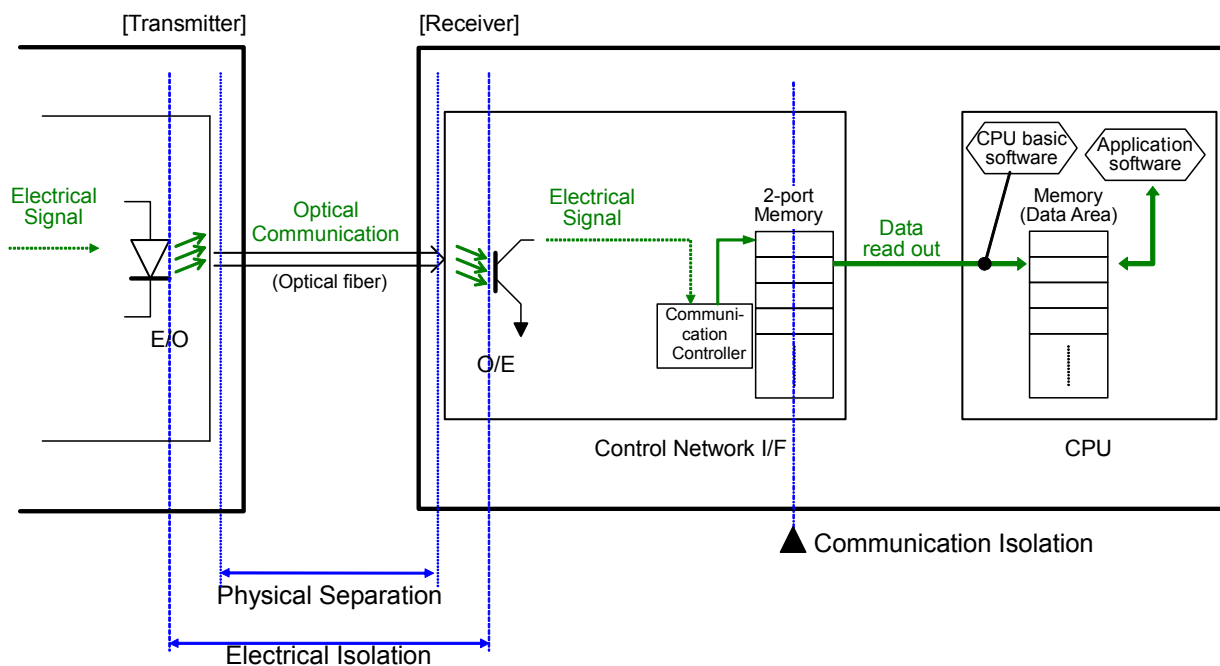 [Transmitter]
[Receiver]
Electrical
Signal
E/O
Optical
Communication
(Optical fiber)
O/E
Electrical
Signal
Communi-
cation
Controller
2-port
Memory
Control Network I/F
Data
read out
CPU basic
software
Application
software
Memory
(Data Area)
CPU
Communication Isolation
Physical Separation
Electrical Isolation